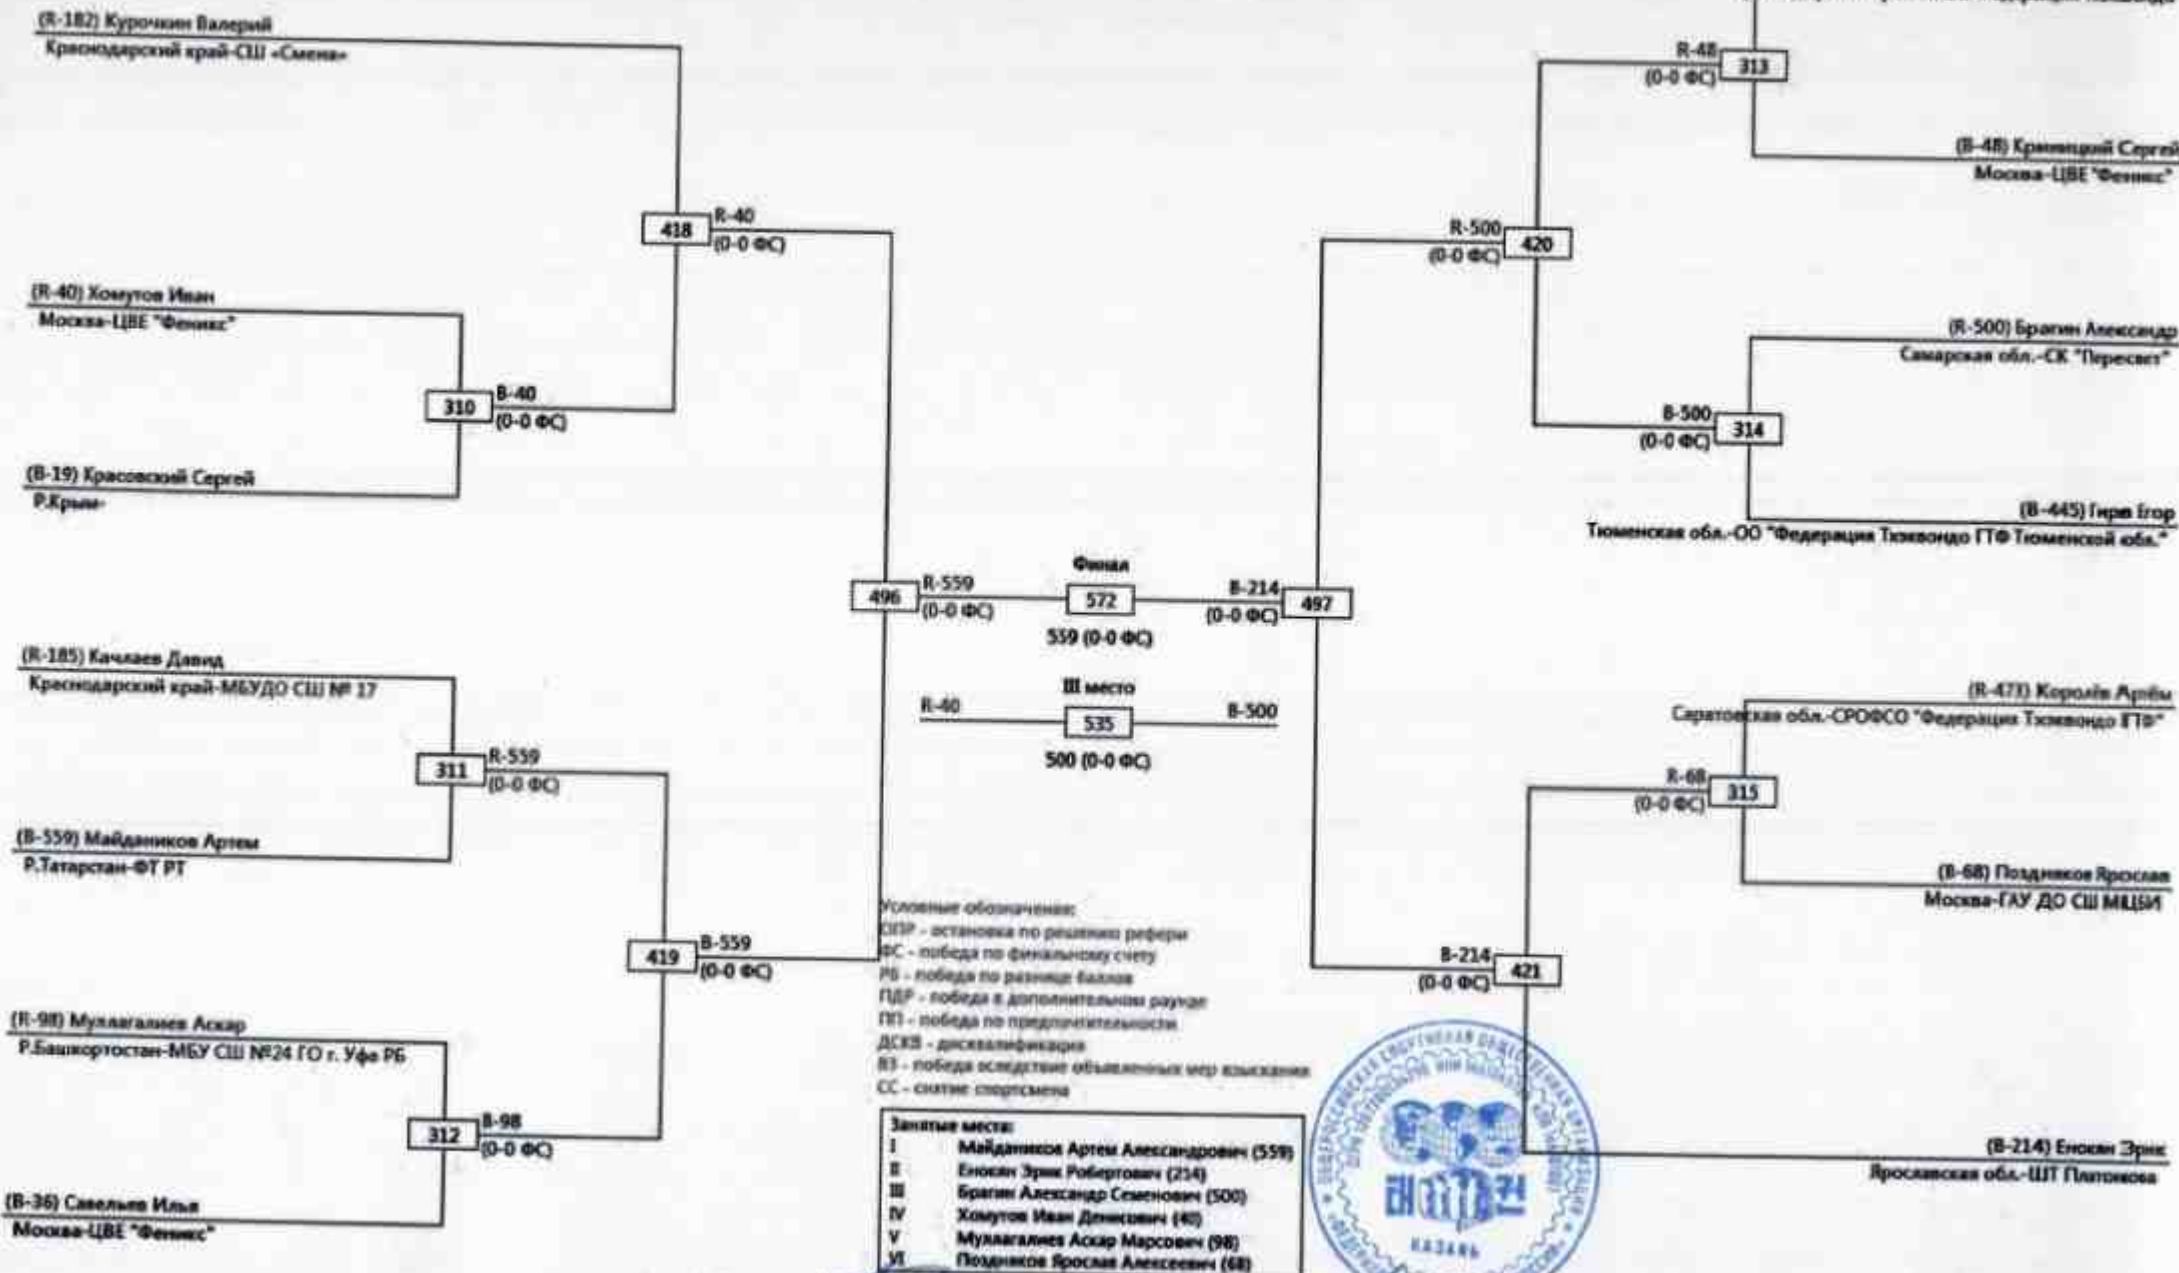 (R-182) Курочкин Валерий
Краснодарский край-СШ «Смена»
418
R-40
(0-0 ФС)
(R-40) Хомутов Иван
Москва-ЦВЕ "Феникс"
310
B-40
(0-0 ФС)
(B-19) Красовский Сергей
Р.Крым-
496
R-559
(0-0 ФС)
(R-185) Качлаев Давид
Краснодарский край-МБУДО СШ № 17
311
R-559
(0-0 ФС)
(B-559) Майдаников Артем
Р.Татарстан-ФТ РТ
419
B-559
(0-0 ФС)
(R-98) Муллагалиев Аскар
Р.Башкортостан-МБУ СШ №24 ГО г. Уфа РБ
312
B-98
(0-0 ФС)
(B-36) Савельев Илья
Москва-ЦВЕ "Феникс"
Финал
572
559 (0-0 ФС)
III место
R-40
535
B-500
500 (0-0 ФС)
R-48
(0-0 ФС)
313
(B-48) Криницкий Сергей
Москва-ЦВЕ "Феникс"
R-500
(0-0 ФС)
420
(R-500) Брагин Александр
Самарская обл.-СК "Пересвет"
B-500
(0-0 ФС)
314
(B-445) Егор
Тюменская обл.-ОО "Федерация Тхэквондо ГТФ Тюменской обл."
B-214
(0-0 ФС)
497
(R-473) Королёв Артём
Саратовская обл.-СРОФСО "Федерация Тхэквондо ГТФ"
R-68
(0-0 ФС)
315
(B-68) Поздняков Ярослав
Москва-ГАУ ДО СШ МЦБИ
B-214
(0-0 ФС)
421
(B-214) Енокян Эрик
Ярославская обл.-ШТ Платонова
Условные обозначения:
ОПР - остановка по решению рефери
ФС - победа по финальному счету
РБ - победа по разнице баллов
ПДР - победа в дополнительном раунде
ПП - победа по предпочтительности
ДСКВ - дисквалификация
ВЗ - победа вследствие объявленных мер взыскания
СС - снятие спортсмена
Занятые места:
I Майдаников Артем Александрович (559)
II Енокян Эрик Робертович (214)
III Брагин Александр Семенович (500)
IV Хомутов Иван Денисович (40)
V Муллагалиев Аскар Марсович (98)
VI Поздняков Ярослав Алексеевич (68)
ОБЩЕРОССИЙСКАЯ СПОРТИВНАЯ ОБЩЕСТВЕННАЯ ОРГАНИЗАЦИЯ
КАЗАНЬ